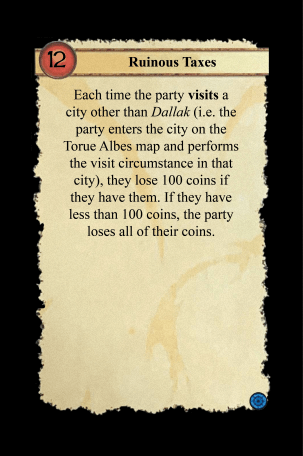 12
Ruinous Taxes
Each time the party visits a
city other than Dallak (i.e. the
party enters the city on the
Torue Albes map and performs
the visit circumstance in that
city), they lose 100 coins if
they have them. If they have
less than 100 coins, the party
loses all of their coins.